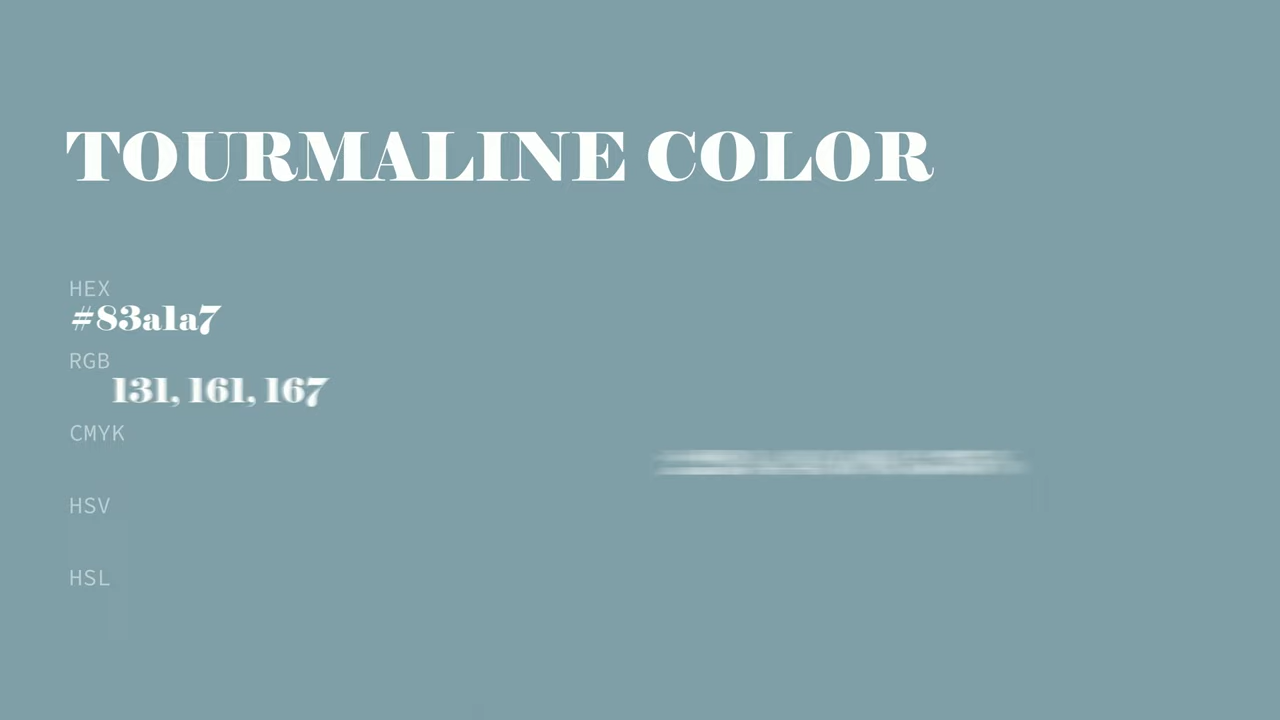 TOURMALINE COLOR
HEX
#83a1a7
RGB
131, 161, 167
CMYK
HSV
HSL